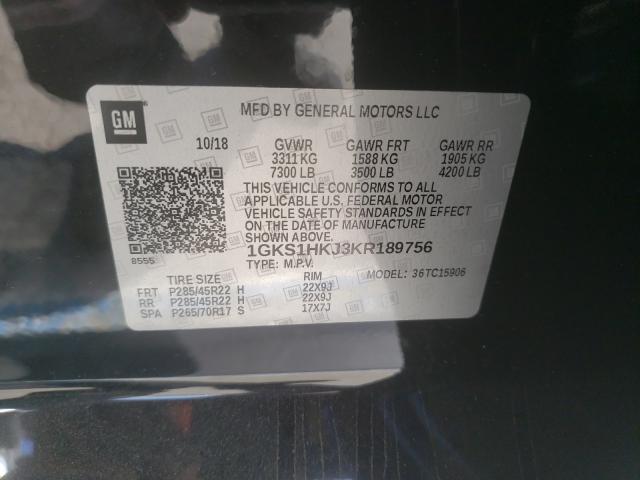 GM
MFD BY GENERAL MOTORS LLC
10/18 GVWR GAWR FRT GAWR RR
3311 KG 1588 KG 1905 KG
7300 LB 3500 LB 4200 LB
THIS VEHICLE CONFORMS TO ALL
APPLICABLE U.S. FEDERAL MOTOR
VEHICLE SAFETY STANDARDS IN EFFECT
ON THE DATE OF MANUFACTURE
SHOWN ABOVE.
8555 1GKS1HKJ3KR189756
TYPE: M.P.V. MODEL: 36TC15906
TIRE SIZE RIM
FRT P285/45R22 H 22X9J
RR P285/45R22 H 22X9J
SPA P265/70R17 S 17X7J